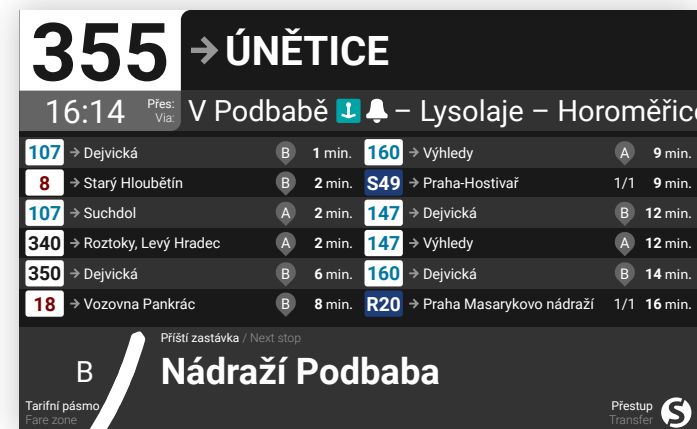 355 → ÚNĚTICE
16:14 Přes: Via: V Podbabě – Lysolaje – Horoměřice
107 → Dejvická B 1 min. 160 → Výhledy A 9 min.
8 → Starý Hloubětín B 2 min. S49 → Praha-Hostivař 1/1 9 min.
107 → Suchdol A 2 min. 147 → Dejvická B 12 min.
340 → Roztoky, Levý Hradec A 2 min. 147 → Výhledy A 12 min.
350 → Dejvická B 6 min. 160 → Dejvická B 14 min.
18 → Vozovna Pankrác B 8 min. R20 → Praha Masarykovo nádraží 1/1 16 min.
Příští zastávka / Next stop
B Nádraží Podbaba
Tarifní pásmo Přestup S
Fare zone Transfer